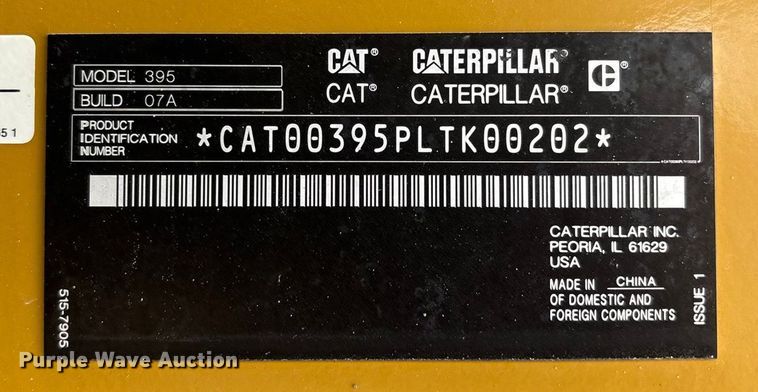 CAT® CATERPILLAR®
CAT® CATERPILLAR®
C®
MODEL 395
BUILD 07A
PRODUCT
IDENTIFICATION
NUMBER
*CAT00395PLTK00202*
CATERPILLAR INC.
PEORIA, IL 61629
USA
MADE IN CHINA
OF DOMESTIC AND
FOREIGN COMPONENTS
ISSUE 1
515-7905
51
Purple Wave Auction